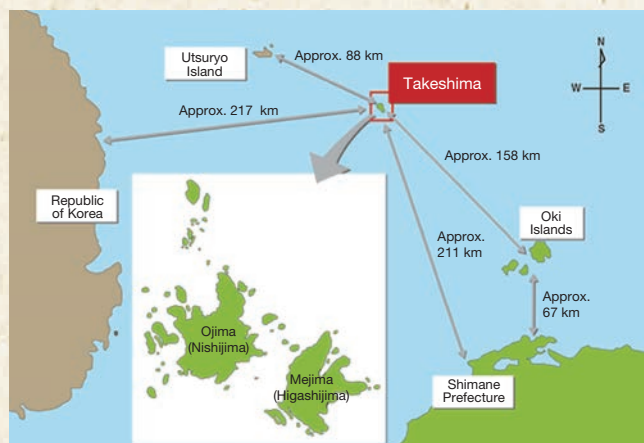 Utsuryo
Island
Approx. 88 km
Takeshima
N
W E
S
Approx. 217 km
Approx. 158 km
Republic
of Korea
Oki
Islands
Approx.
211 km
Approx.
67 km
Ojima
(Nishijima)
Mejima
(Higashijima)
Shimane
Prefecture